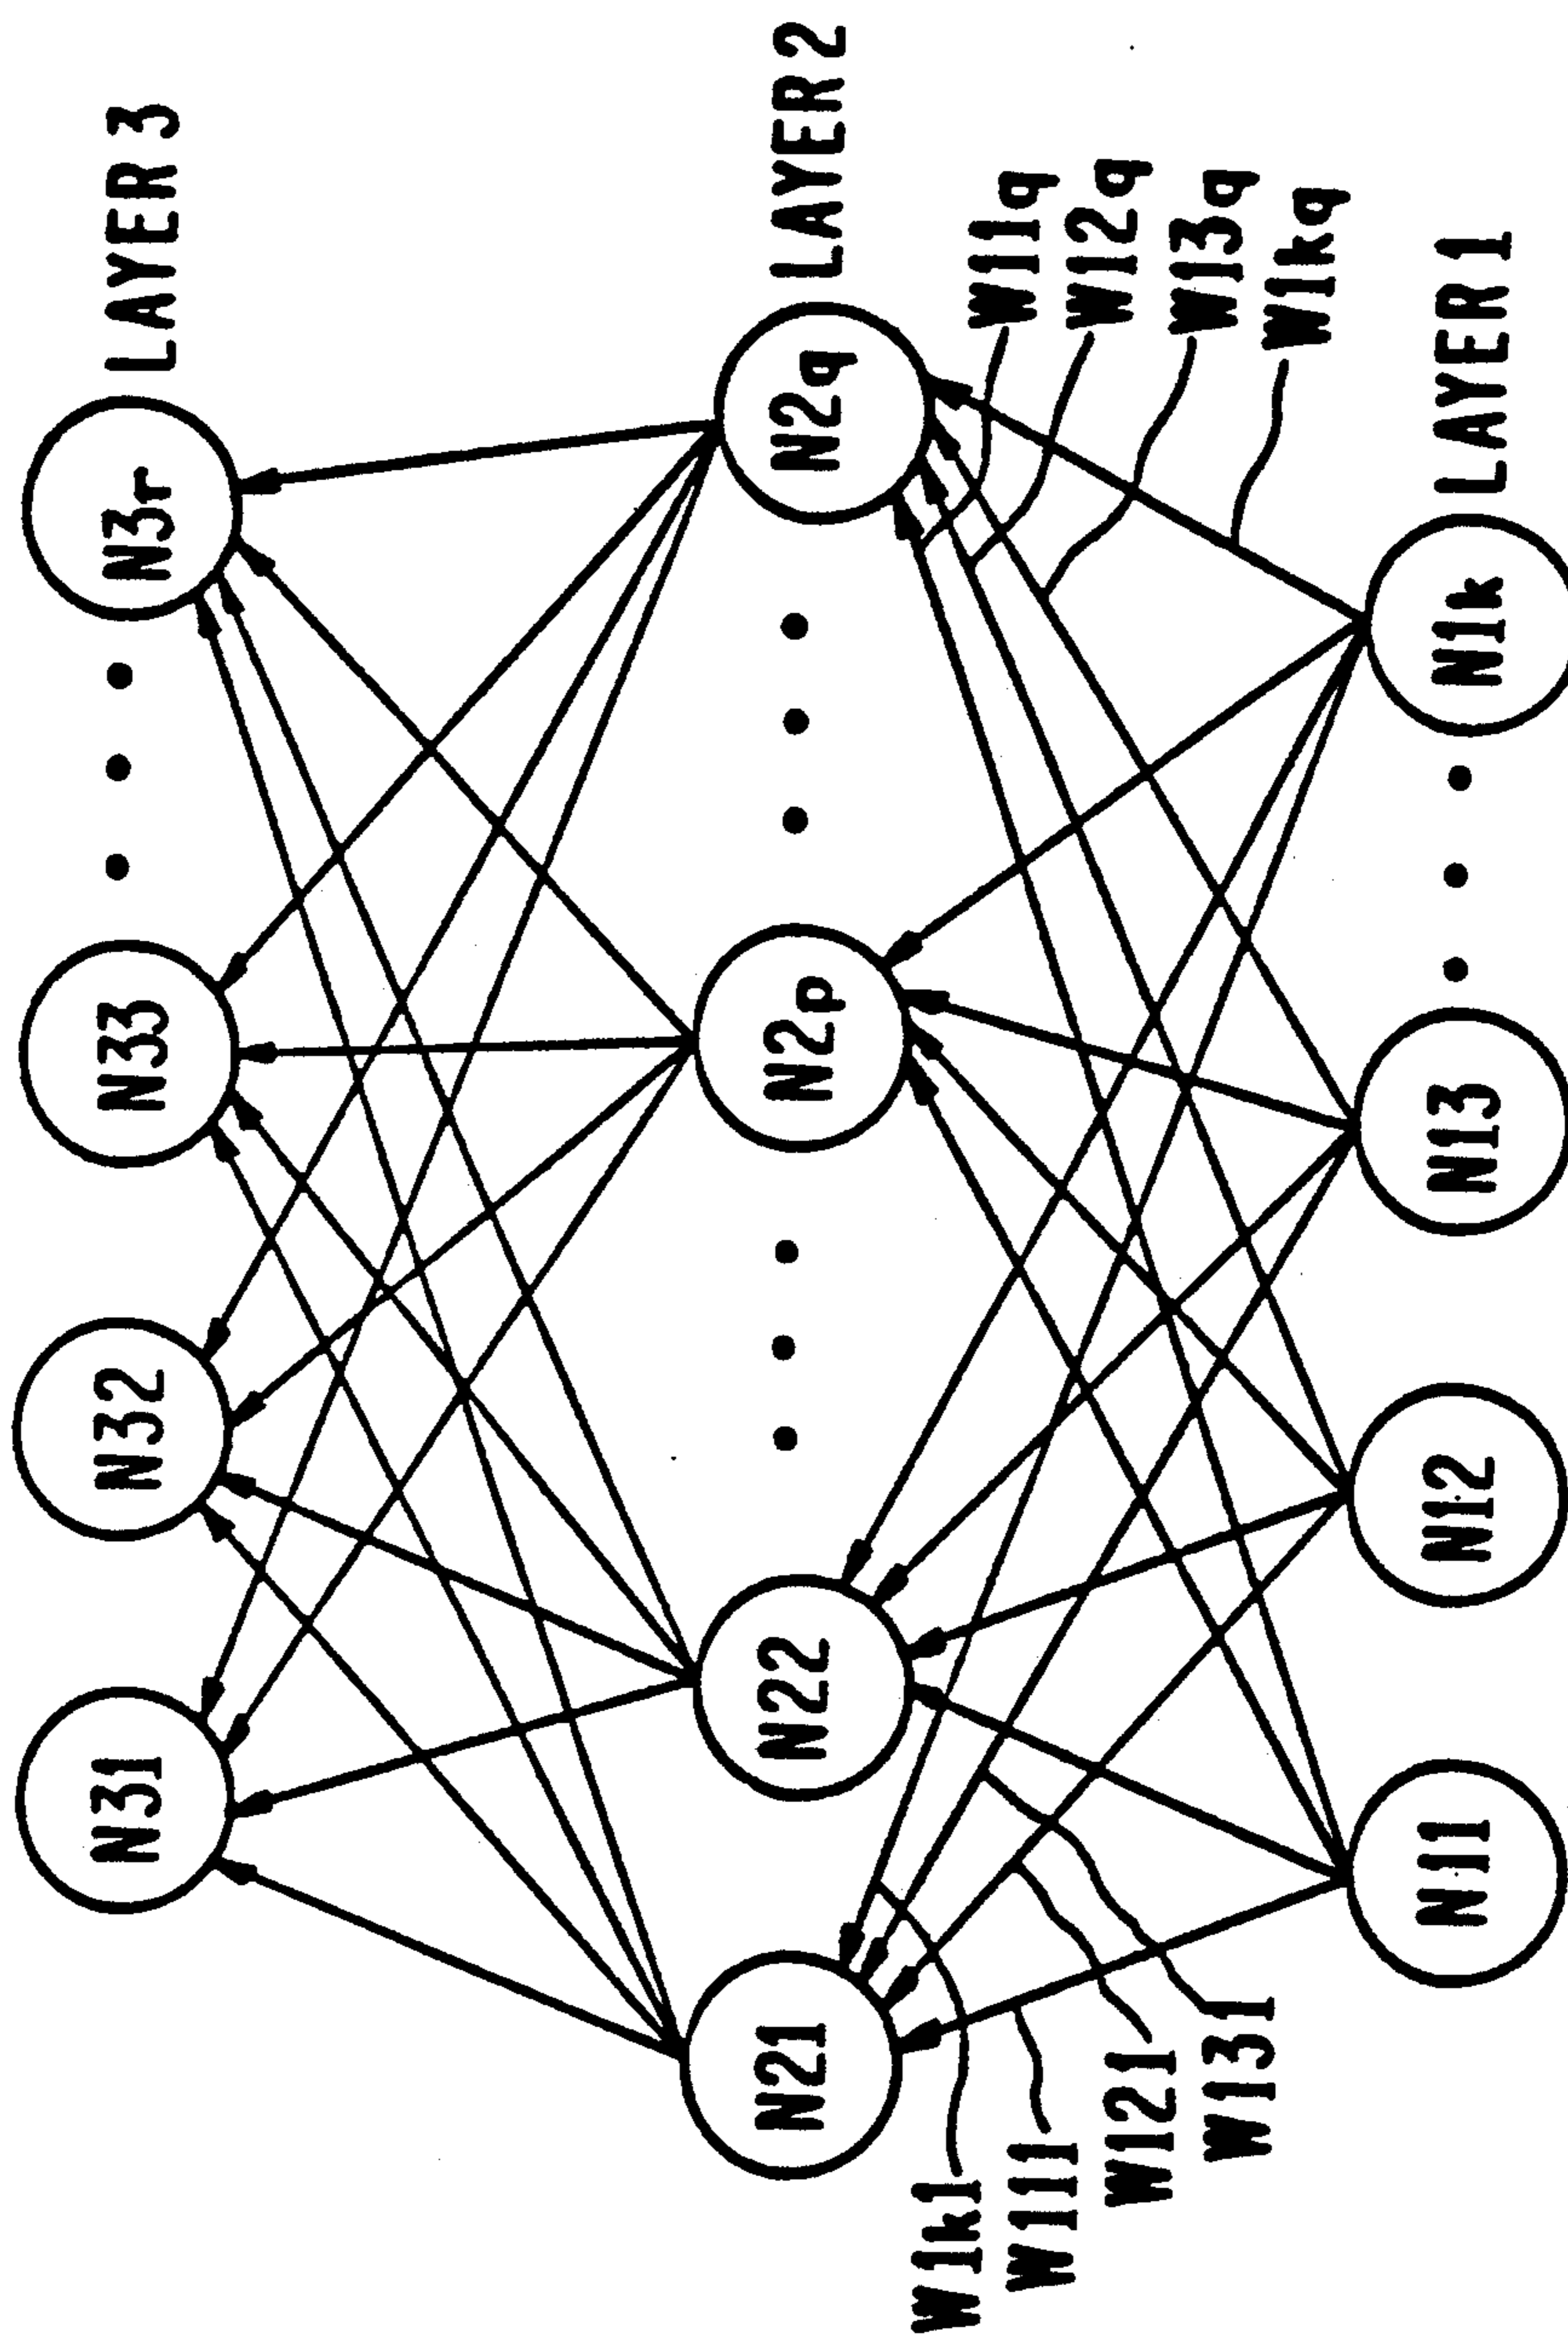 N31 N32 N33 N3r LAYER 3
N21 N22 N2p N2q LAYER 2
W1k1
W111
W121
W131
W11q
W12q
W13q
W1kq
N11 N12 N13 N1k LAYER 1